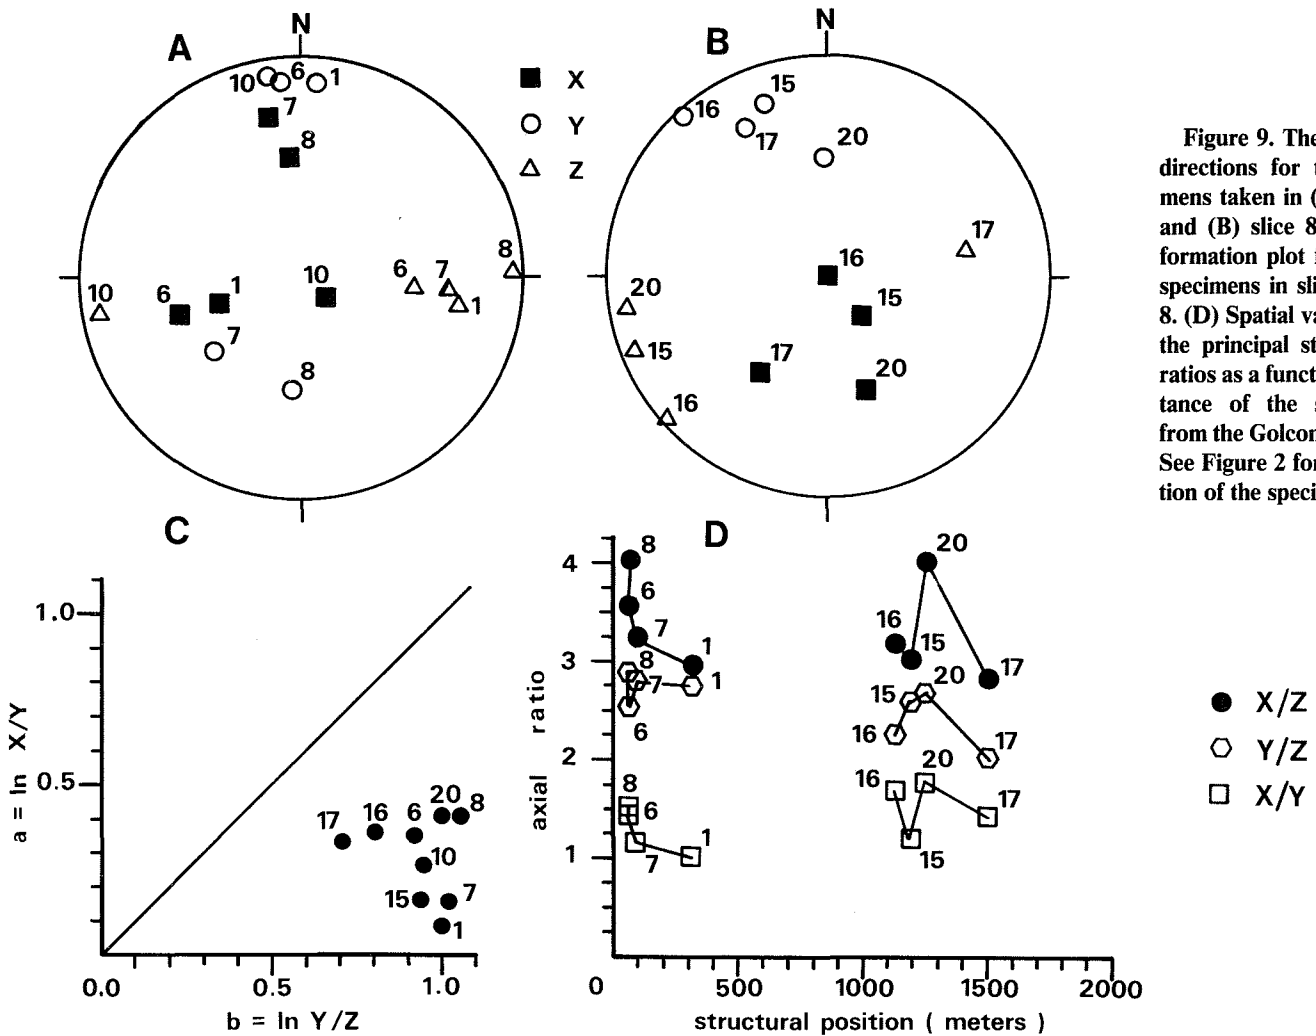 A
N
10
6
1
7
8
6
1
10
7
8
10
6
7
8
1
X
Y
Z
B
N
16
15
17
20
17
16
15
17
20
20
15
16
Figure 9. The
directions for t
mens taken in (
and (B) slice 8
formation plot
specimens in sli
8. (D) Spatial va
the principal st
ratios as a funct
tance of the s
from the Golcon
See Figure 2 for
tion of the speci
C
1.0
0.5
a = ln X/Y
17
16
6
20
8
10
15
7
1
0.0
0.5
1.0
b = ln Y/Z
D
4
3
2
1
axial ratio
8
6
7
1
8
7
1
6
8
6
7
1
16
15
20
17
16
15
20
17
16
15
20
17
0
500
1000
1500
2000
structural position ( meters )
X/Z
Y/Z
X/Y